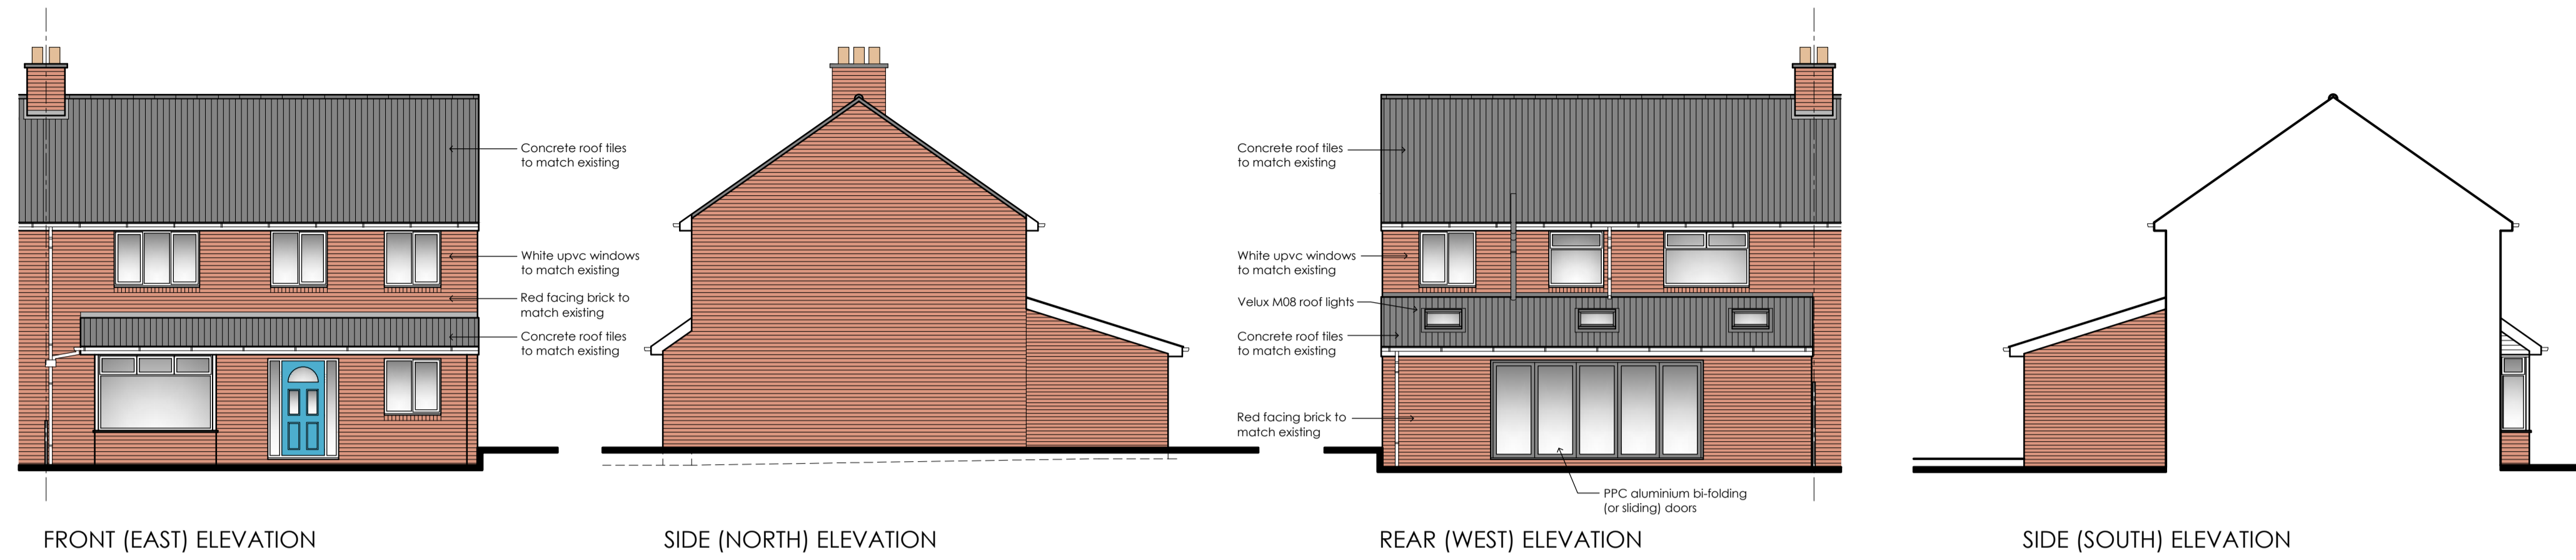 Concrete roof tiles
to match existing
White upvc windows
to match existing
Red facing brick to
match existing
Concrete roof tiles
to match existing
FRONT (EAST) ELEVATION
SIDE (NORTH) ELEVATION
Concrete roof tiles
to match existing
White upvc windows
to match existing
Velux M08 roof lights
Concrete roof tiles
to match existing
Red facing brick to
match existing
PPC aluminium bi-folding
(or sliding) doors
REAR (WEST) ELEVATION
SIDE (SOUTH) ELEVATION